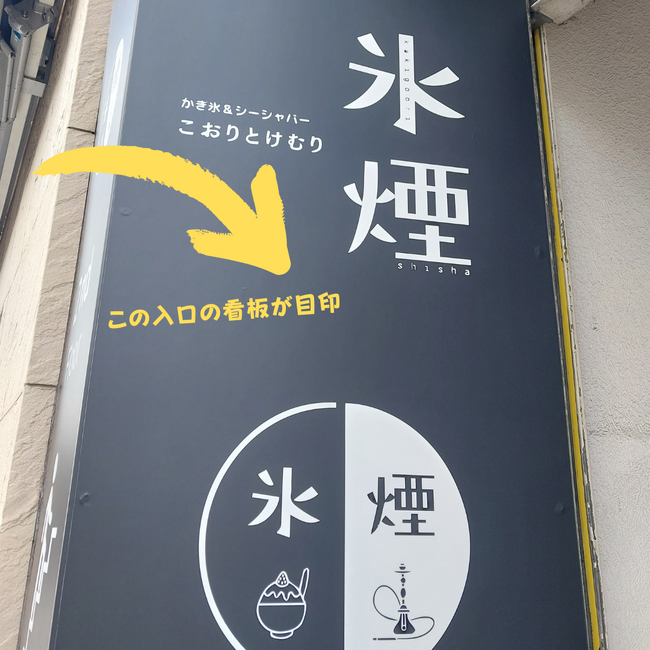 氷
kakigoori
煙
shisha
かき氷&シーシャバー
こおりとけむり
この入口の看板が目印
氷
煙